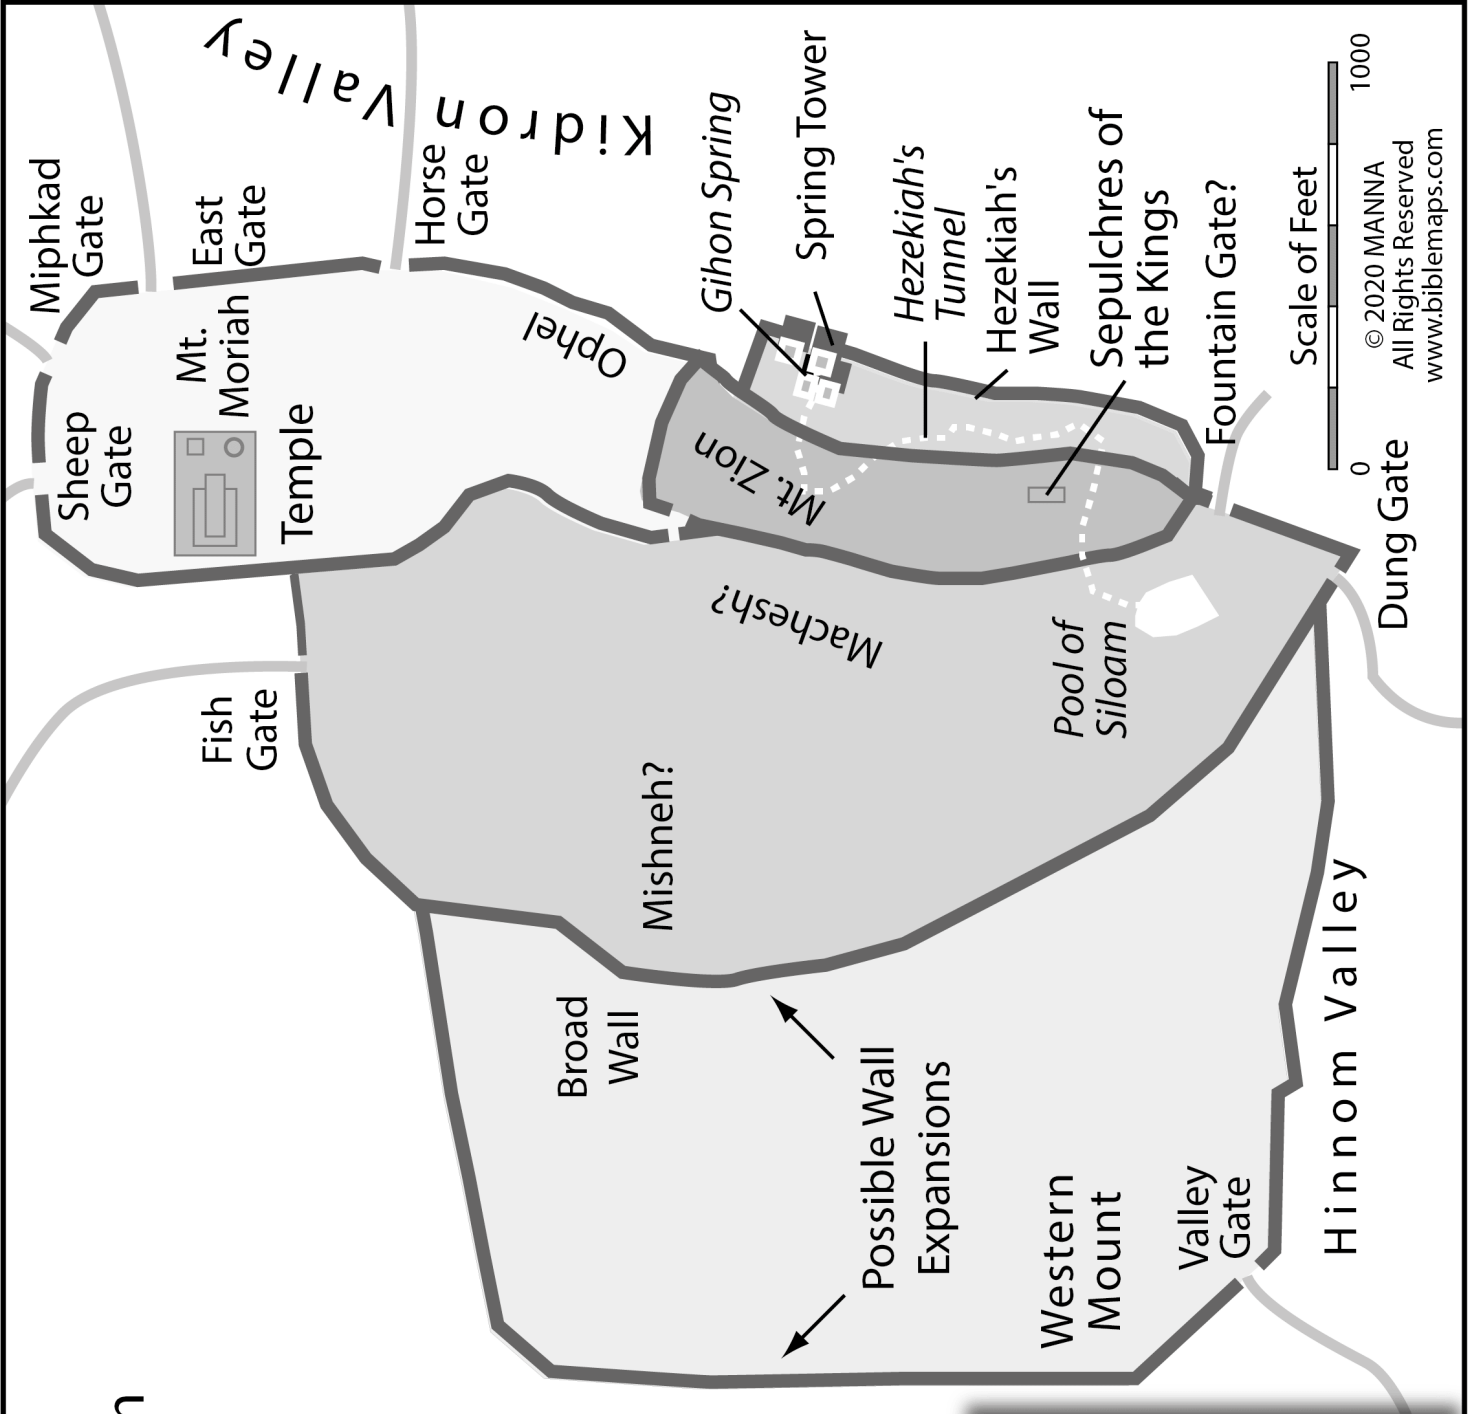 Kidron Valley
Miphkad
Gate
East
Gate
Horse
Gate
Gihon Spring
Spring Tower
Hezekiah's
Tunnel
Hezekiah's
Wall
Sepulchres of
the Kings
Fountain Gate?
Scale of Feet
0
1000
© 2020 MANNA
All Rights Reserved
www.biblemaps.com
Mt.
Moriah
Sheep
Gate
Temple
Ophel
Mt. Zion
Dung Gate
Machesh?
Pool of
Siloam
Fish
Gate
Mishneh?
Broad
Wall
Possible Wall
Expansions
Western
Mount
Valley
Gate
Hinnom Valley